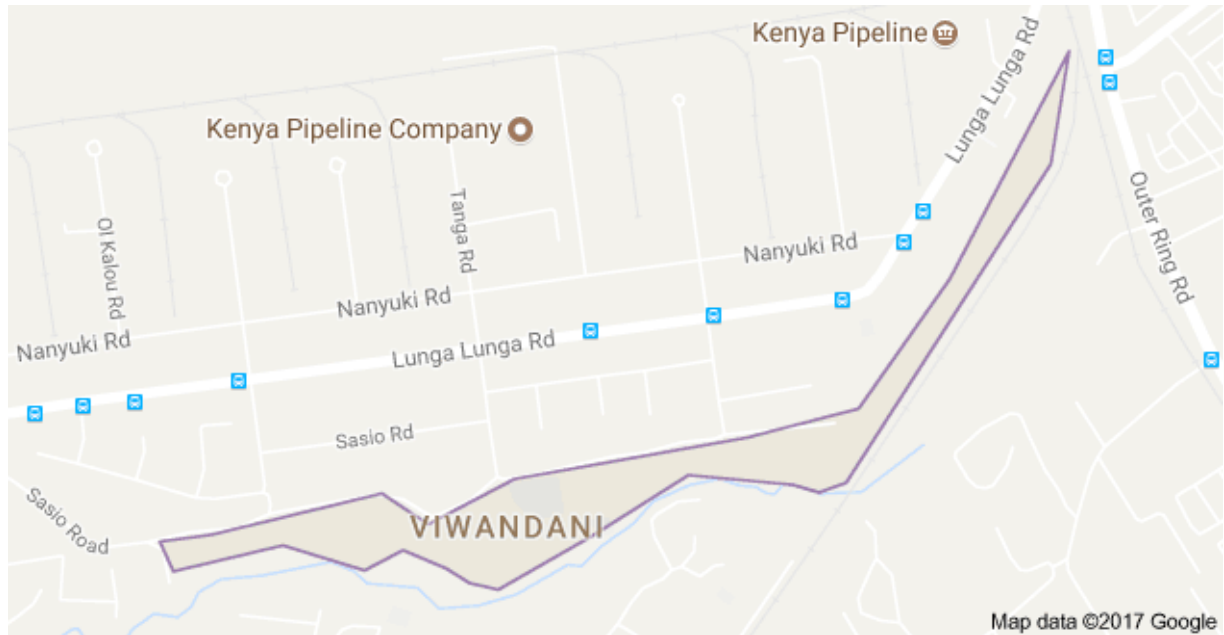 Kenya Pipeline
Lunga Lunga Rd
Kenya Pipeline Company
Outer Ring Rd
Tanga Rd
Ol Kalou Rd
Nanyuki Rd
Nanyuki Rd
Nanyuki Rd
Lunga Lunga Rd
Sasio Rd
Sasio Road
VIWANDANI
Map data ©2017 Google